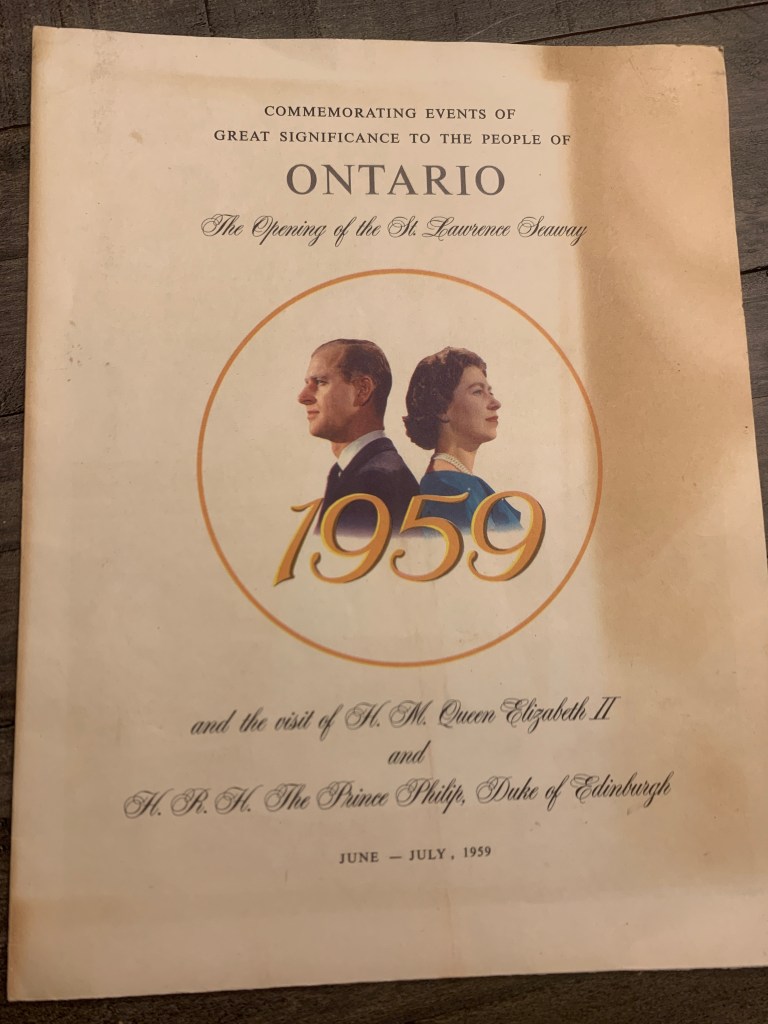 COMMEMORATING EVENTS OF
GREAT SIGNIFICANCE TO THE PEOPLE OF
ONTARIO
The Opening of the St. Lawrence Seaway
1959
and the visit of H. M. Queen Elizabeth II
and
H. R. H. The Prince Philip, Duke of Edinburgh
JUNE — JULY, 1959